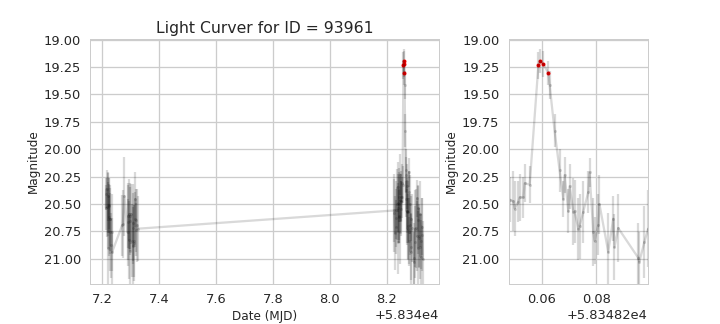 Light Curver for ID = 93961
19.00
19.25
19.50
19.75
20.00
20.25
20.50
20.75
21.00
Magnitude
7.2 7.4 7.6 7.8 8.0 8.2
Date (MJD)
+5.834e4
19.00
19.25
19.50
19.75
20.00
20.25
20.50
20.75
21.00
Magnitude
0.06 0.08
+5.83482e4